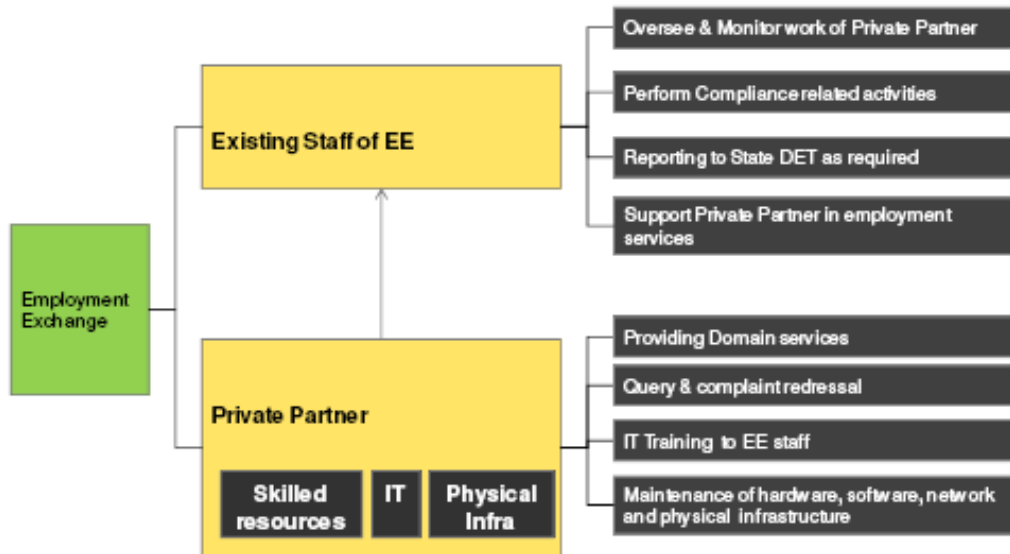 Employment
Exchange
Existing Staff of EE
Oversee & Monitor work of Private Partner
Perform Compliance related activities
Reporting to State DET as required
Support Private Partner in employment
services
Private Partner
Skilled
resources
IT
Physical
Infra
Providing Domain services
Query & complaint redressal
IT Training to EE staff
Maintenance of hardware, software, network
and physical infrastructure